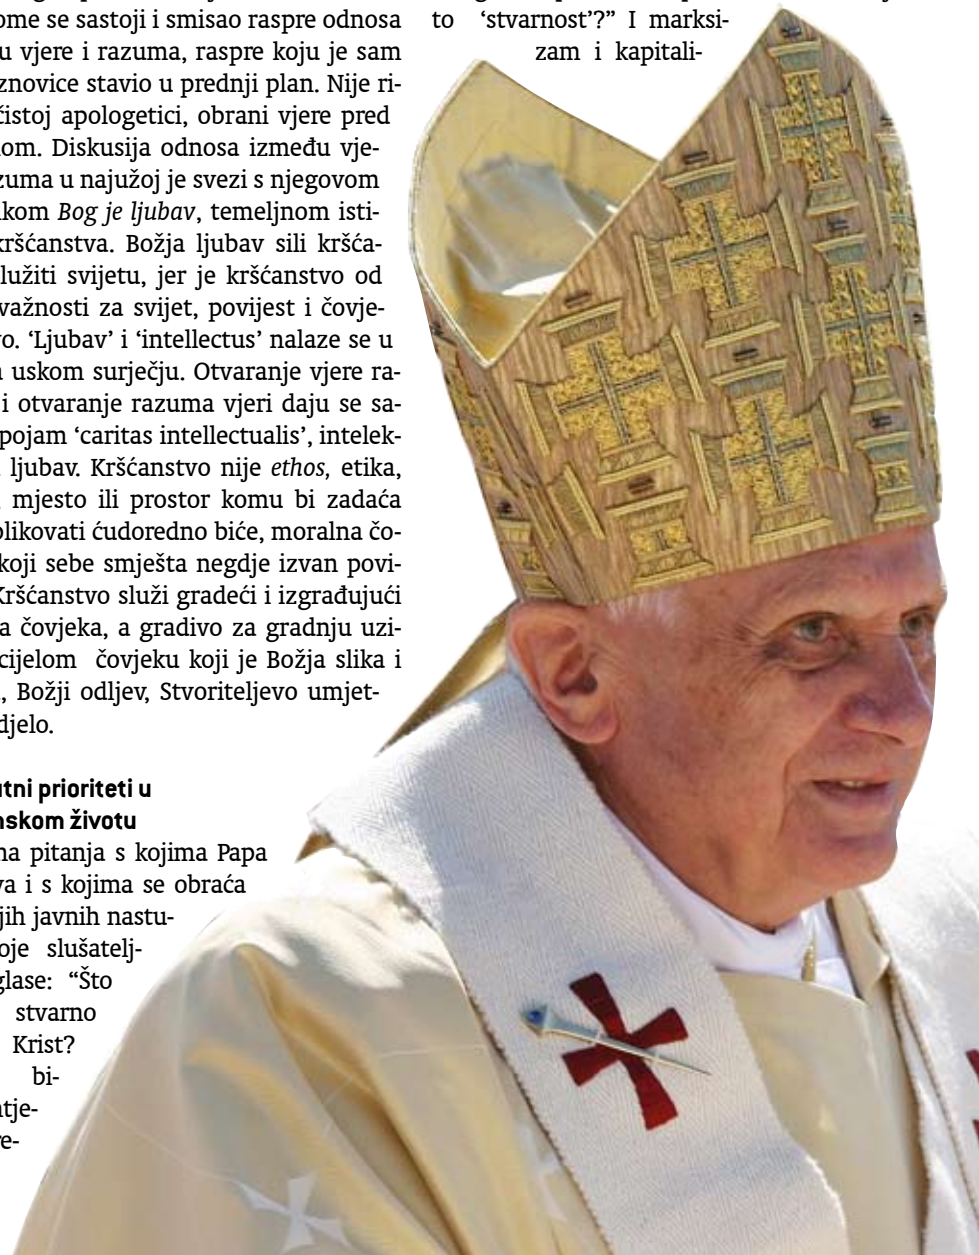 ome se sastoji i smisao raspre odnosa
u vjere i razuma, raspre koju je sam
znovice stavio u prednji plan. Nije ri-
čistoj apologetici, obrani vjere pred
om. Diskusija odnosa između vje-
zuma u najužoj je svezi s njegovom
ikom Bog je ljubav, temeljnom isti-
kršćanstva. Božja ljubav sili kršća-
služiti svijetu, jer je kršćanstvo od
važnosti za svijet, povijest i čovje-
vo. ‘Ljubav’ i ‘intellectus’ nalaze se u
uskom surječju. Otvaranje vjere ra-
i otvaranje razuma vjeri daju se sa-
pojam ‘caritas intellectualis’, intelek-
ljubav. Kršćanstvo nije ethos, etika,
mjesto ili prostor komu bi zadaća
blikovati ćudoredno biće, moralna čo-
koji sebe smješta negdje izvan povi-
Kršćanstvo služi gradeći i izgrađujući
a čovjeka, a gradivo za gradnju uzi-
cijelom čovjeku koji je Božja slika i
, Božji odljev, Stvoriteljevo umjet-
djelo.
utni prioriteti u
nskom životu
na pitanja s kojima Papa
va i s kojima se obraća
jih javnih nastu-
oje slušatelj-
glase: “Što
stvarno
Krist?
bi-
ntje-
re-
to ‘stvarnost’?” I marksi-
zam i kapitali-